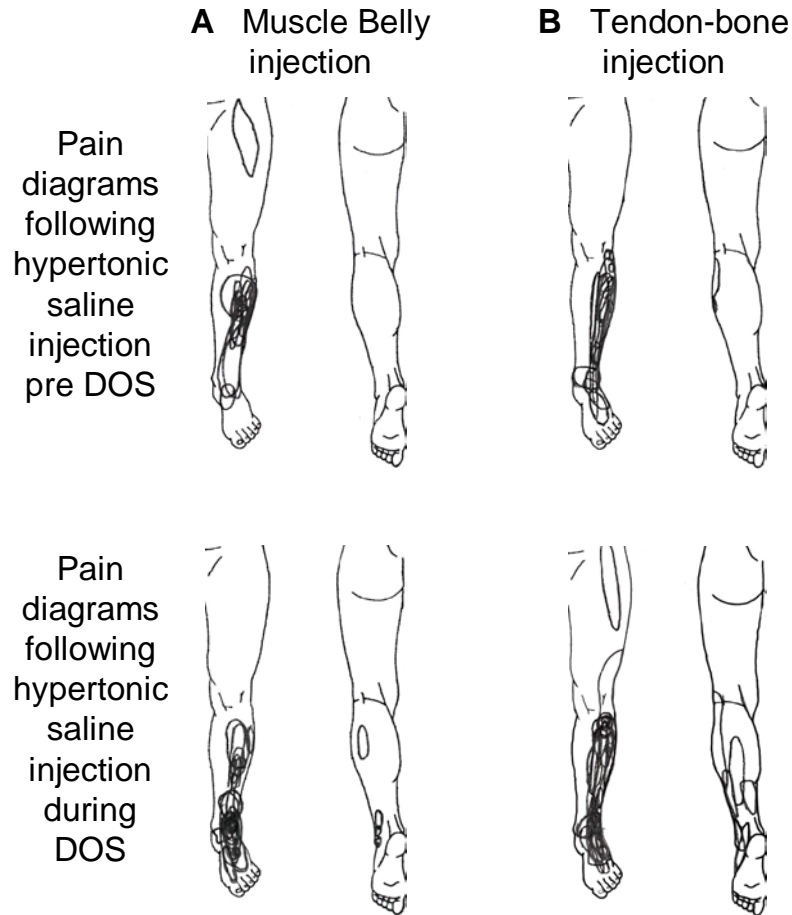 A Muscle Belly
injection
B Tendon-bone
injection
Pain
diagrams
following
hypertonic
saline
injection
pre DOS
Pain
diagrams
following
hypertonic
saline
injection
during
DOS